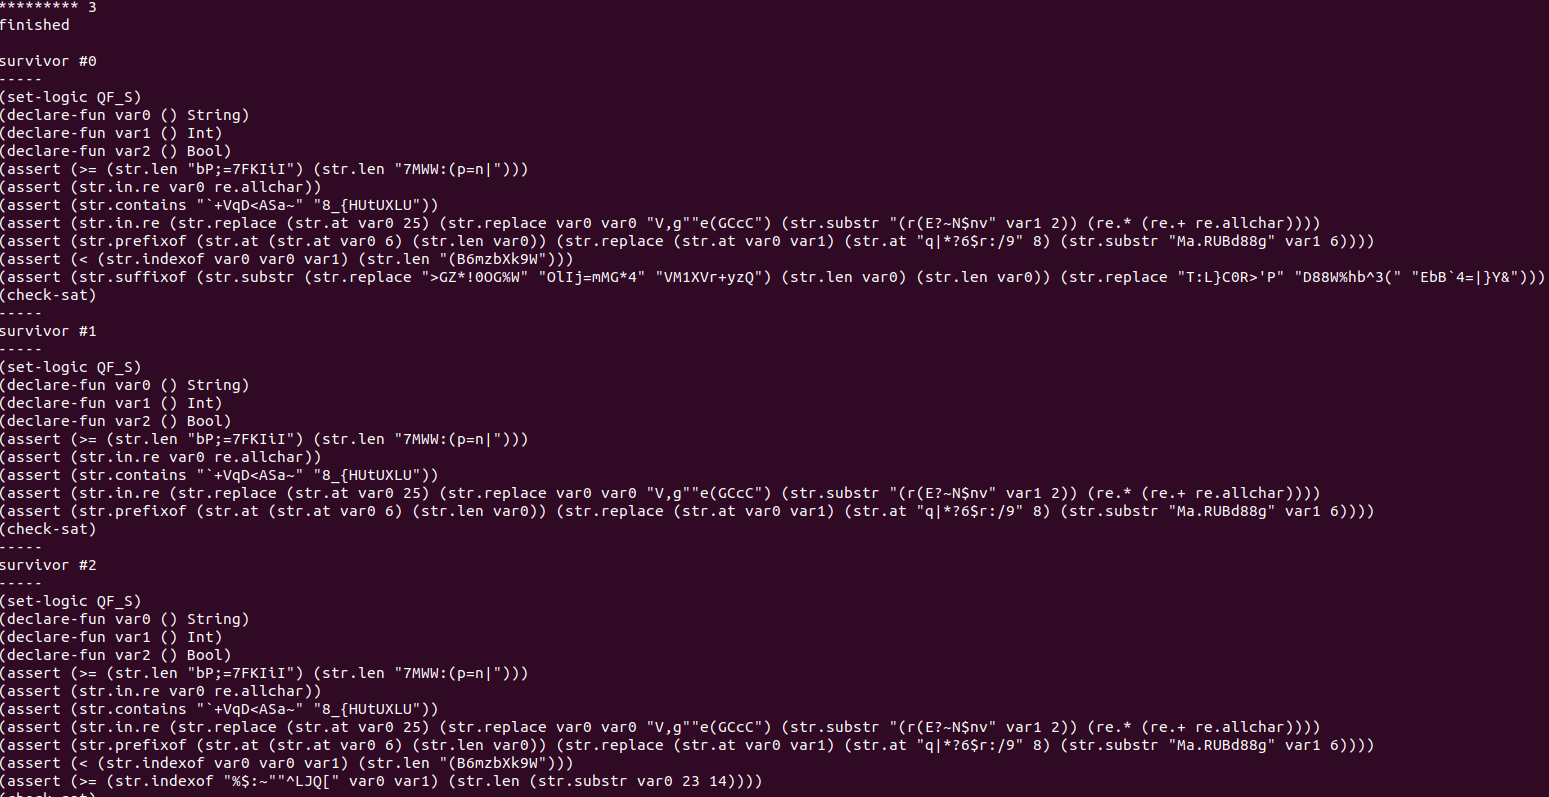 ********* 3
finished
survivor #0
-----
(set-logic QF_S)
(declare-fun var0 () String)
(declare-fun var1 () Int)
(declare-fun var2 () Bool)
(assert (>= (str.len "bP;=7FKIiI") (str.len "7MWW:(p=n|")))
(assert (str.in.re var0 re.allchar))
(assert (str.contains "`+VqD<ASa~" "8_{HUtUXLU"))
(assert (str.in.re (str.replace (str.at var0 25) (str.replace var0 var0 "V,g""e(GCcC") (str.substr "(r(E?~N$nv" var1 2)) (re.* (re.+ re.allchar))))
(assert (str.prefixof (str.at (str.at var0 6) (str.len var0)) (str.replace (str.at var0 var1) (str.at "q|*?6$r:/9" 8) (str.substr "Ma.RUBd88g" var1 6))))
(assert (< (str.indexof var0 var0 var1) (str.len "(B6mzbXk9W")))
(assert (str.suffixof (str.substr (str.replace ">GZ*!0OG%W" "OlIj=mMG*4" "VM1XVr+yzQ") (str.len var0) (str.len var0)) (str.replace "T:L}C0R>'P" "D88W%hb^3(" "EbB`4=|}Y&")))
(check-sat)
-----
survivor #1
-----
(set-logic QF_S)
(declare-fun var0 () String)
(declare-fun var1 () Int)
(declare-fun var2 () Bool)
(assert (>= (str.len "bP;=7FKIiI") (str.len "7MWW:(p=n|")))
(assert (str.in.re var0 re.allchar))
(assert (str.contains "`+VqD<ASa~" "8_{HUtUXLU"))
(assert (str.in.re (str.replace (str.at var0 25) (str.replace var0 var0 "V,g""e(GCcC") (str.substr "(r(E?~N$nv" var1 2)) (re.* (re.+ re.allchar))))
(assert (str.prefixof (str.at (str.at var0 6) (str.len var0)) (str.replace (str.at var0 var1) (str.at "q|*?6$r:/9" 8) (str.substr "Ma.RUBd88g" var1 6))))
(check-sat)
-----
survivor #2
-----
(set-logic QF_S)
(declare-fun var0 () String)
(declare-fun var1 () Int)
(declare-fun var2 () Bool)
(assert (>= (str.len "bP;=7FKIiI") (str.len "7MWW:(p=n|")))
(assert (str.in.re var0 re.allchar))
(assert (str.contains "`+VqD<ASa~" "8_{HUtUXLU"))
(assert (str.in.re (str.replace (str.at var0 25) (str.replace var0 var0 "V,g""e(GCcC") (str.substr "(r(E?~N$nv" var1 2)) (re.* (re.+ re.allchar))))
(assert (str.prefixof (str.at (str.at var0 6) (str.len var0)) (str.replace (str.at var0 var1) (str.at "q|*?6$r:/9" 8) (str.substr "Ma.RUBd88g" var1 6))))
(assert (< (str.indexof var0 var0 var1) (str.len "(B6mzbXk9W")))
(assert (>= (str.indexof "%$:~""^LJQ[" var0 var1) (str.len (str.substr var0 23 14))))
(check-sat)